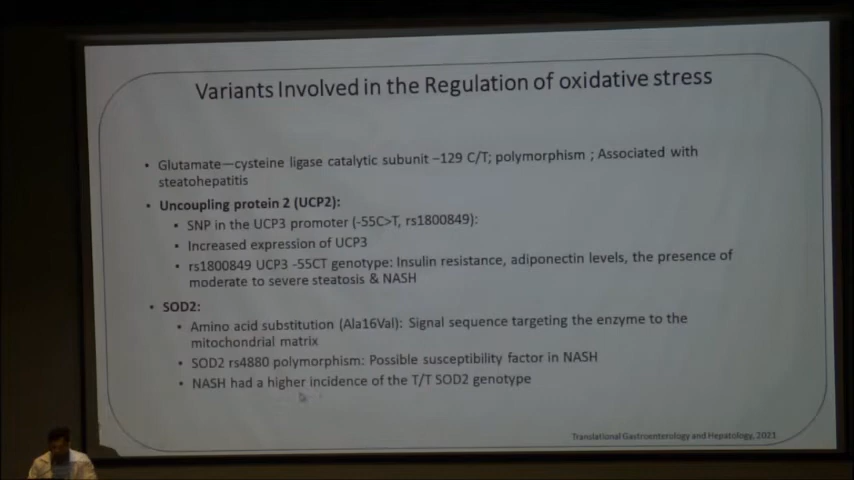 Variants Involved in the Regulation of oxidative stress
• Glutamate—cysteine ligase catalytic subunit –129 C/T; polymorphism ; Associated with
steatohepatitis
• Uncoupling protein 2 (UCP2):
• SNP in the UCP3 promoter (-55C>T, rs1800849):
• Increased expression of UCP3
• rs1800849 UCP3 -55CT genotype: Insulin resistance, adiponectin levels, the presence of
moderate to severe steatosis & NASH
• SOD2:
• Amino acid substitution (Ala16Val): Signal sequence targeting the enzyme to the
mitochondrial matrix
• SOD2 rs4880 polymorphism: Possible susceptibility factor in NASH
• NASH had a higher incidence of the T/T SOD2 genotype
Translational Gastroenterology and Hepatology, 2021